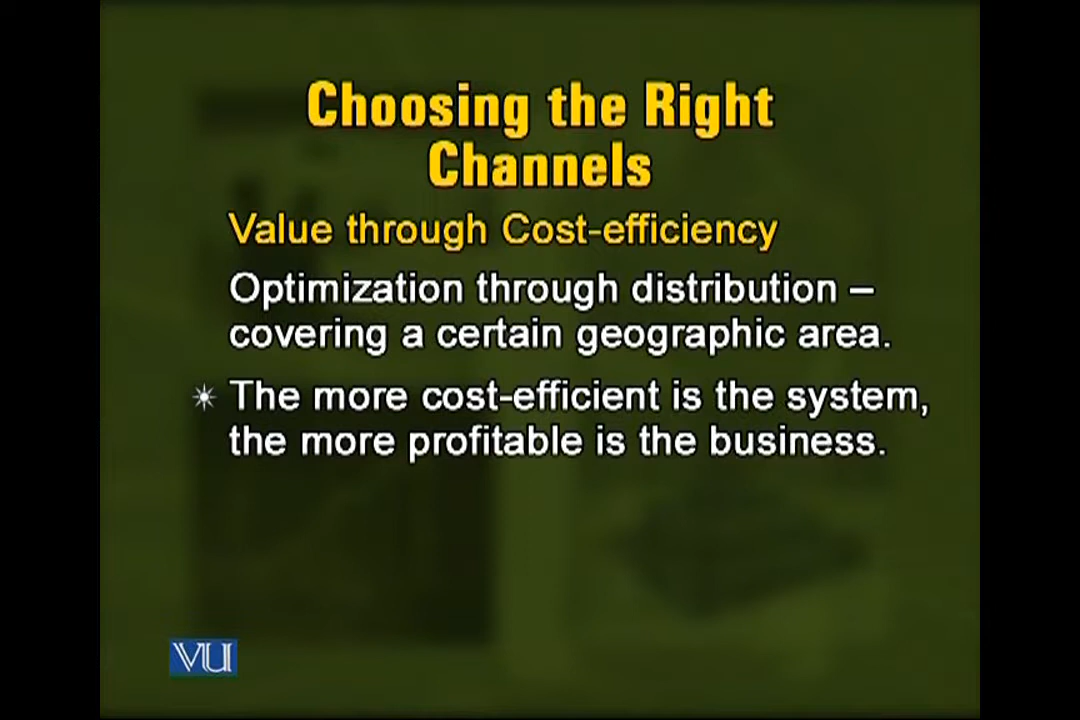 Choosing the Right
Channels
Value through Cost-efficiency
Optimization through distribution –
covering a certain geographic area.
The more cost-efficient is the system,
the more profitable is the business.
VU